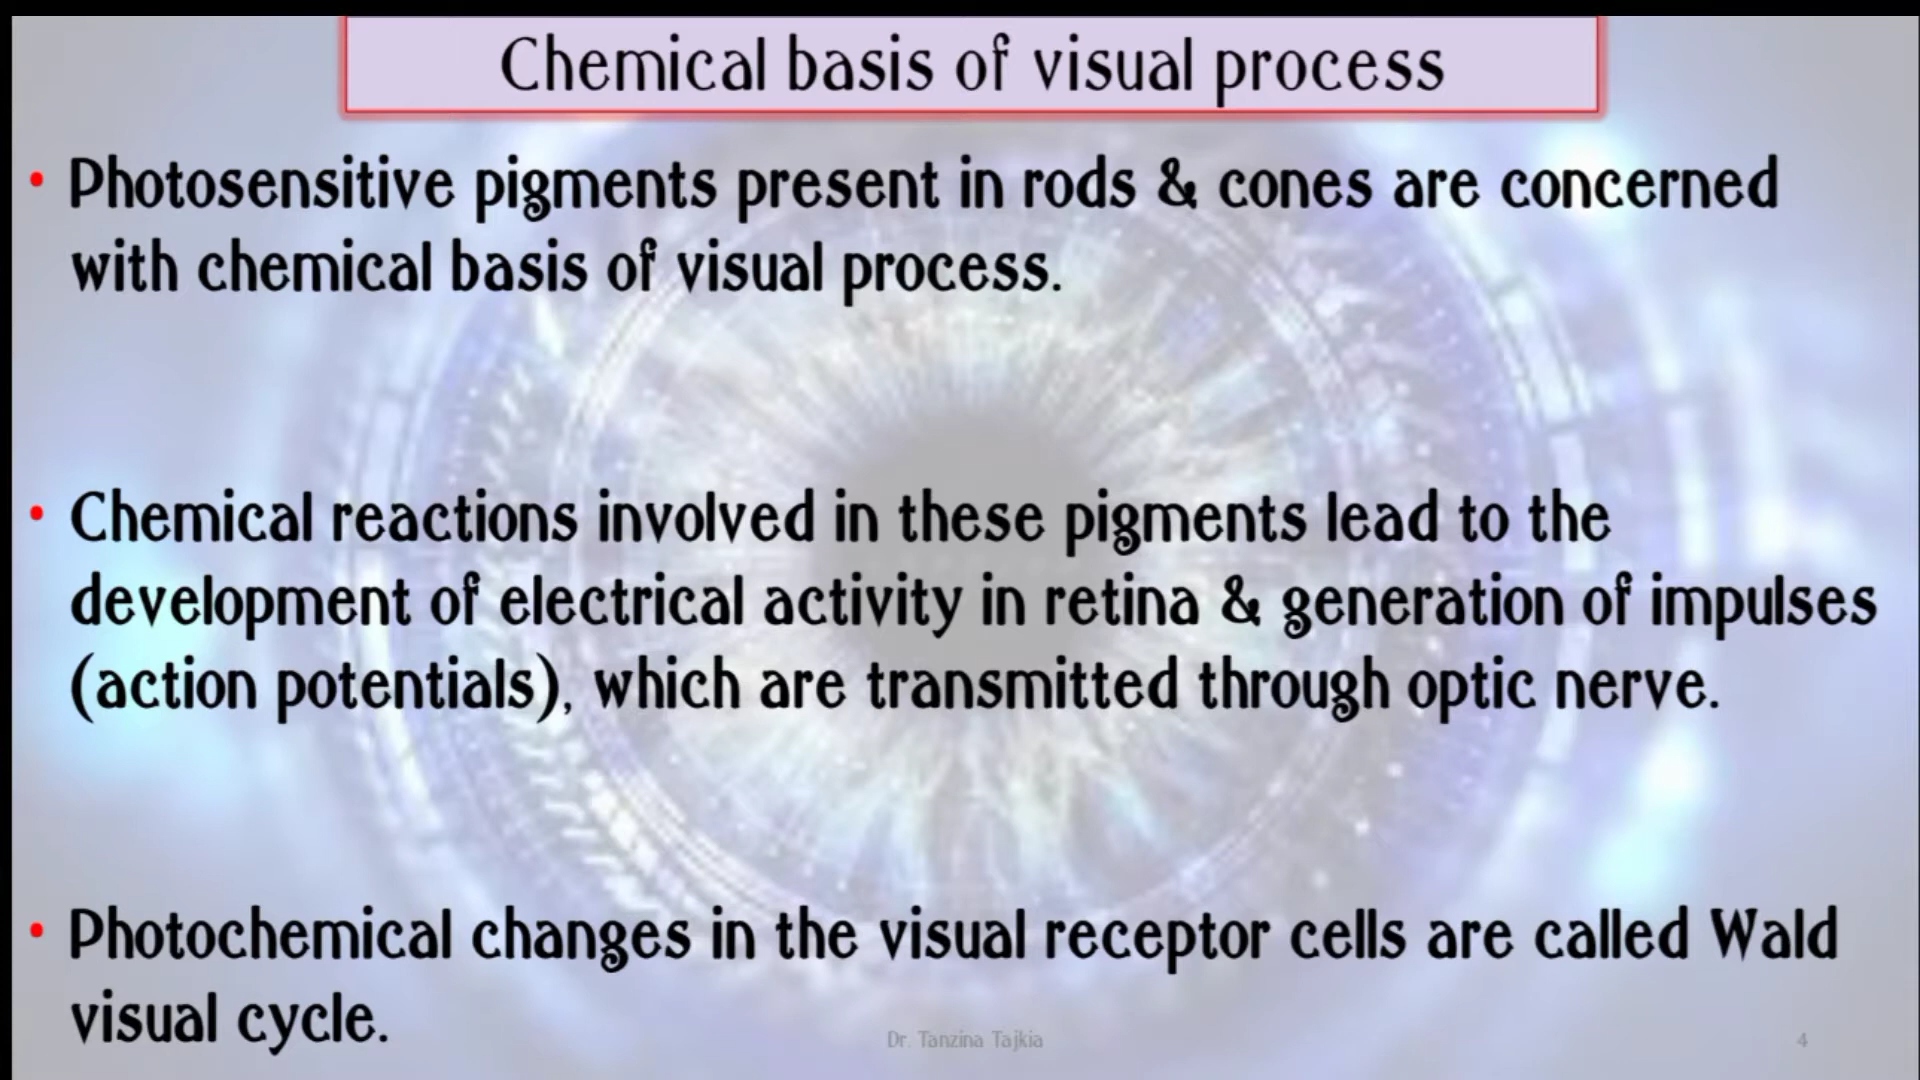 Chemical basis of visual process
• Photosensitive pigments present in rods & cones are concerned
with chemical basis of visual process.
• Chemical reactions involved in these pigments lead to the
development of electrical activity in retina & generation of impulses
(action potentials), which are transmitted through optic nerve.
• Photochemical changes in the visual receptor cells are called Wald
visual cycle.
Dr. Tanzina Tajkia
4